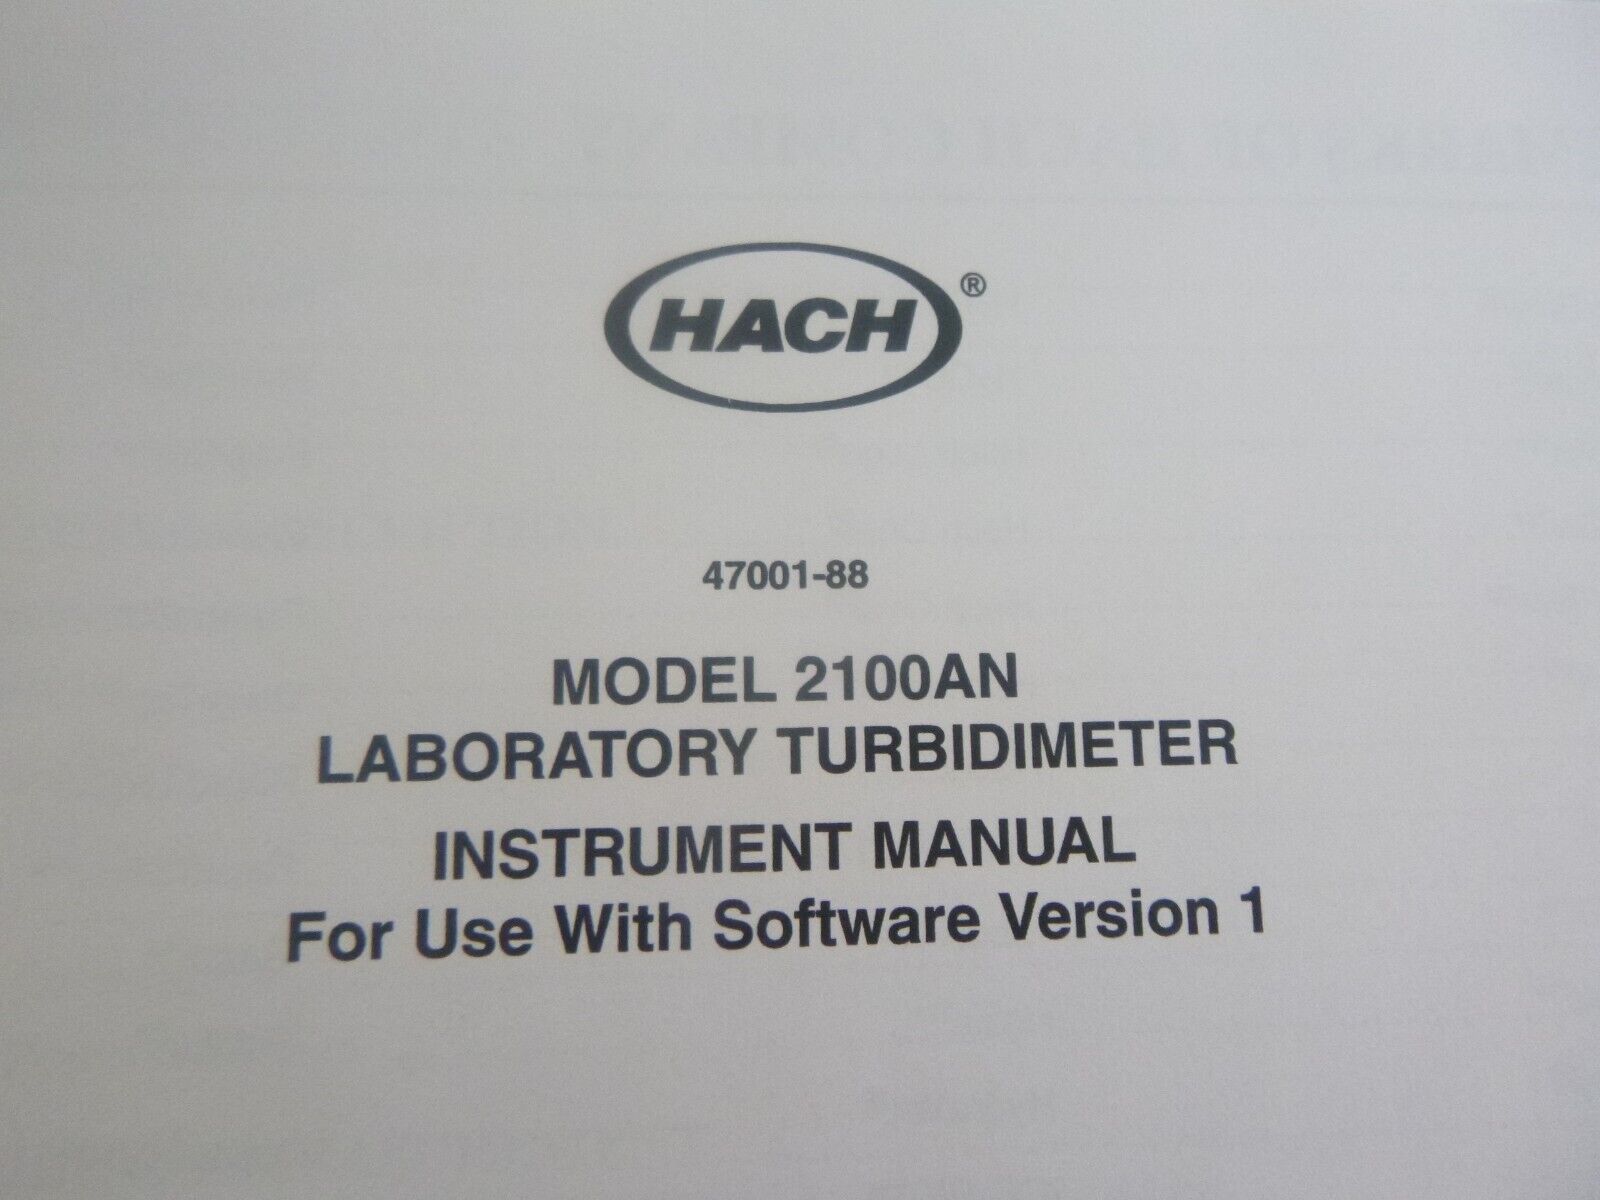 HACH®
47001-88
MODEL 2100AN
LABORATORY TURBIDIMETER
INSTRUMENT MANUAL
For Use With Software Version 1